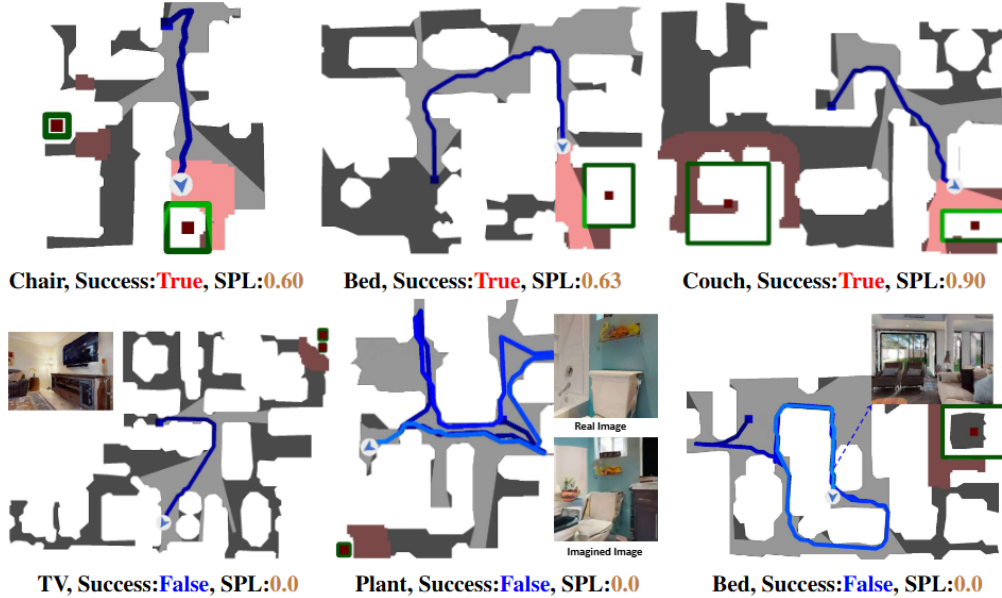 Chair, Success:True, SPL:0.60
Bed, Success:True, SPL:0.63
Couch, Success:True, SPL:0.90
Real Image
Imagined Image
TV, Success:False, SPL:0.0
Plant, Success:False, SPL:0.0
Bed, Success:False, SPL:0.0